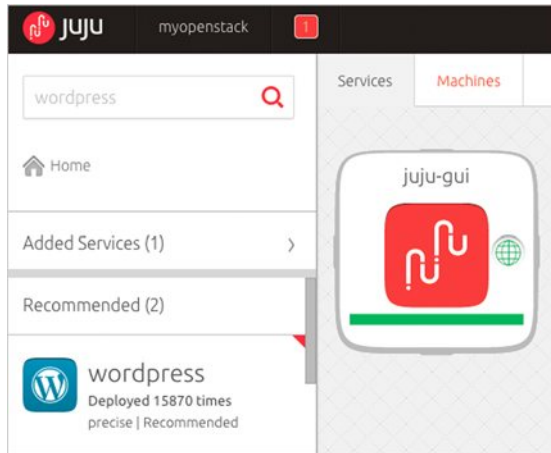 juju
myopenstack
1
wordpress
Home
Added Services (1)
Recommended (2)
wordpress
Deployed 15870 times
precise | Recommended
Services
Machines
juju-gui